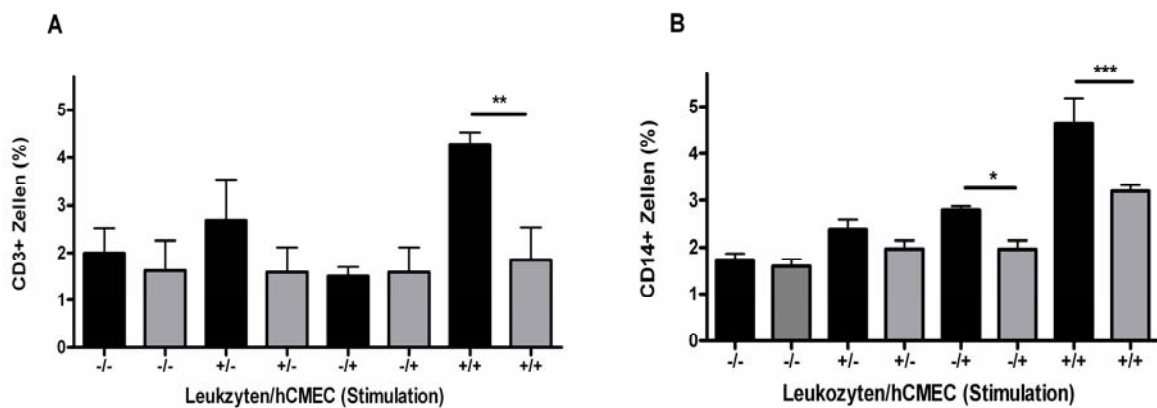 A
CD3+ Zellen (%)
5
4
3
2
1
0
**
-/- -/- +/- +/- -/+ -/+ +/+ +/+
Leukzyten/hCMEC (Stimulation)
B
CD14+ Zellen (%)
5
4
3
2
1
0
*
***
-/- -/- +/- +/- -/+ -/+ +/+ +/+
Leukozyten/hCMEC (Stimulation)